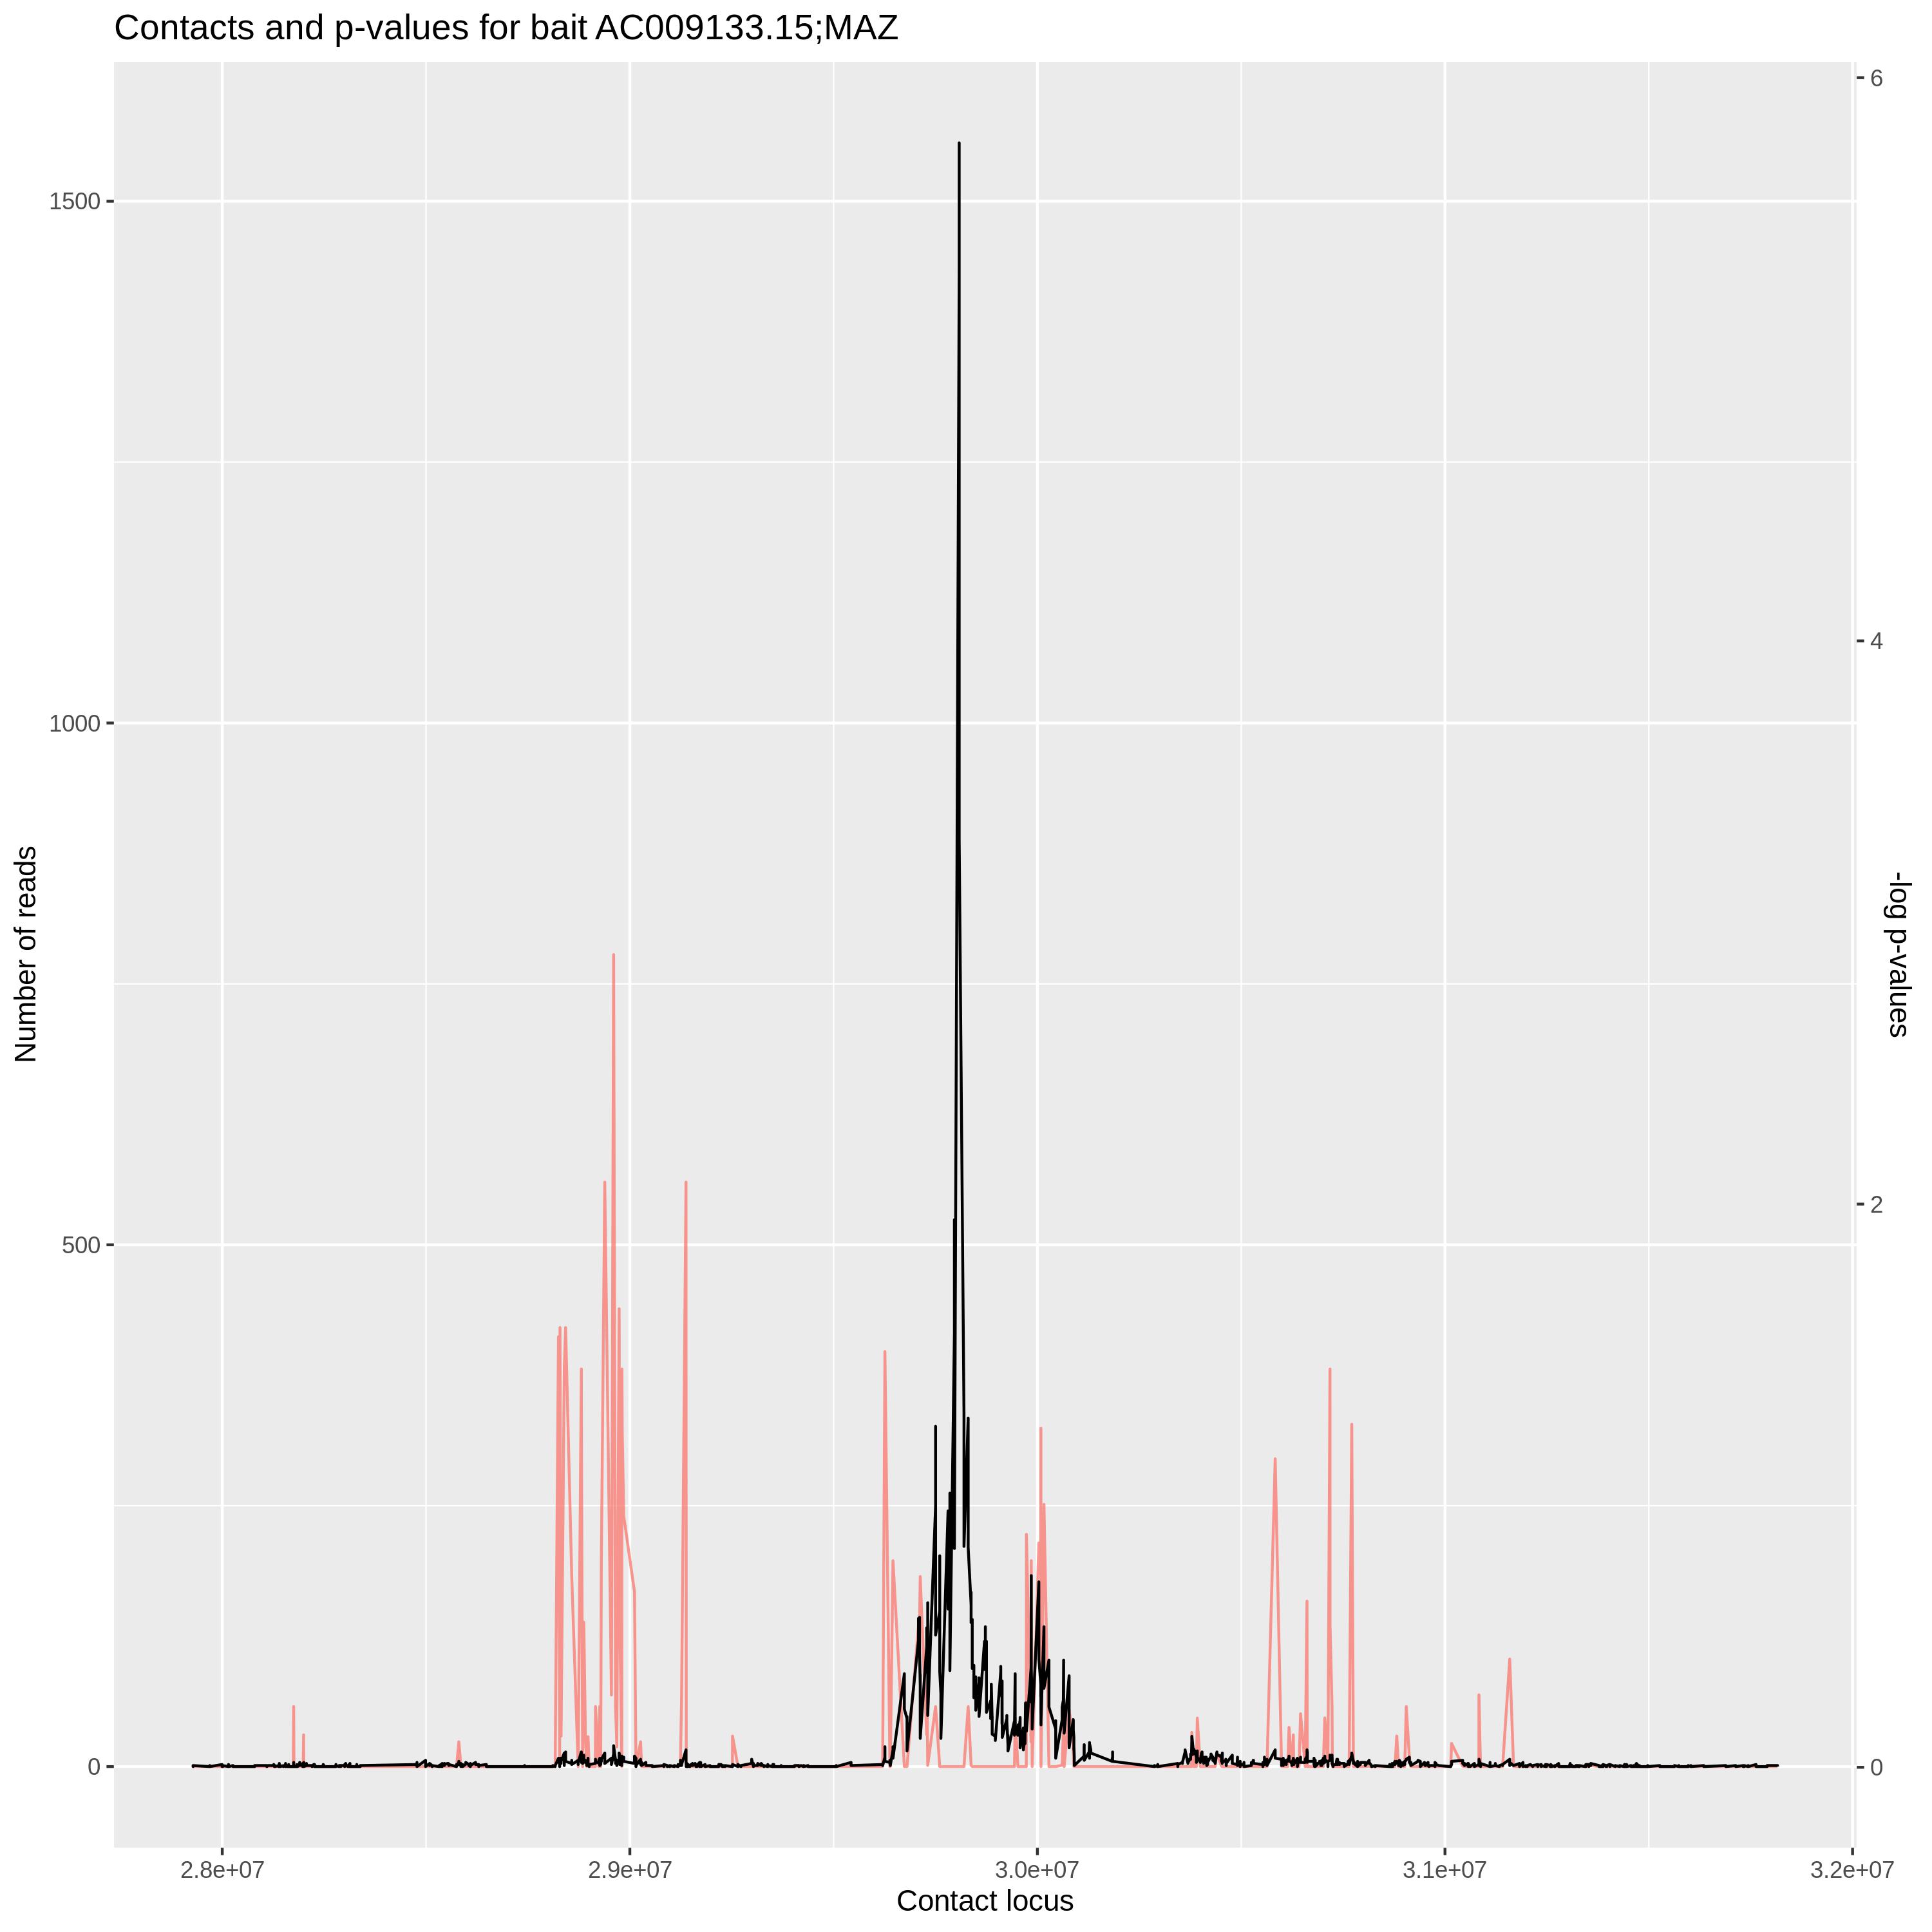 Contacts and p-values for bait AC009133.15;MAZ
6
1500
4
1000
Number of reads
-log p-values
2
500
0
0
2.8e+07
2.9e+07
3.0e+07
3.1e+07
3.2e+07
Contact locus